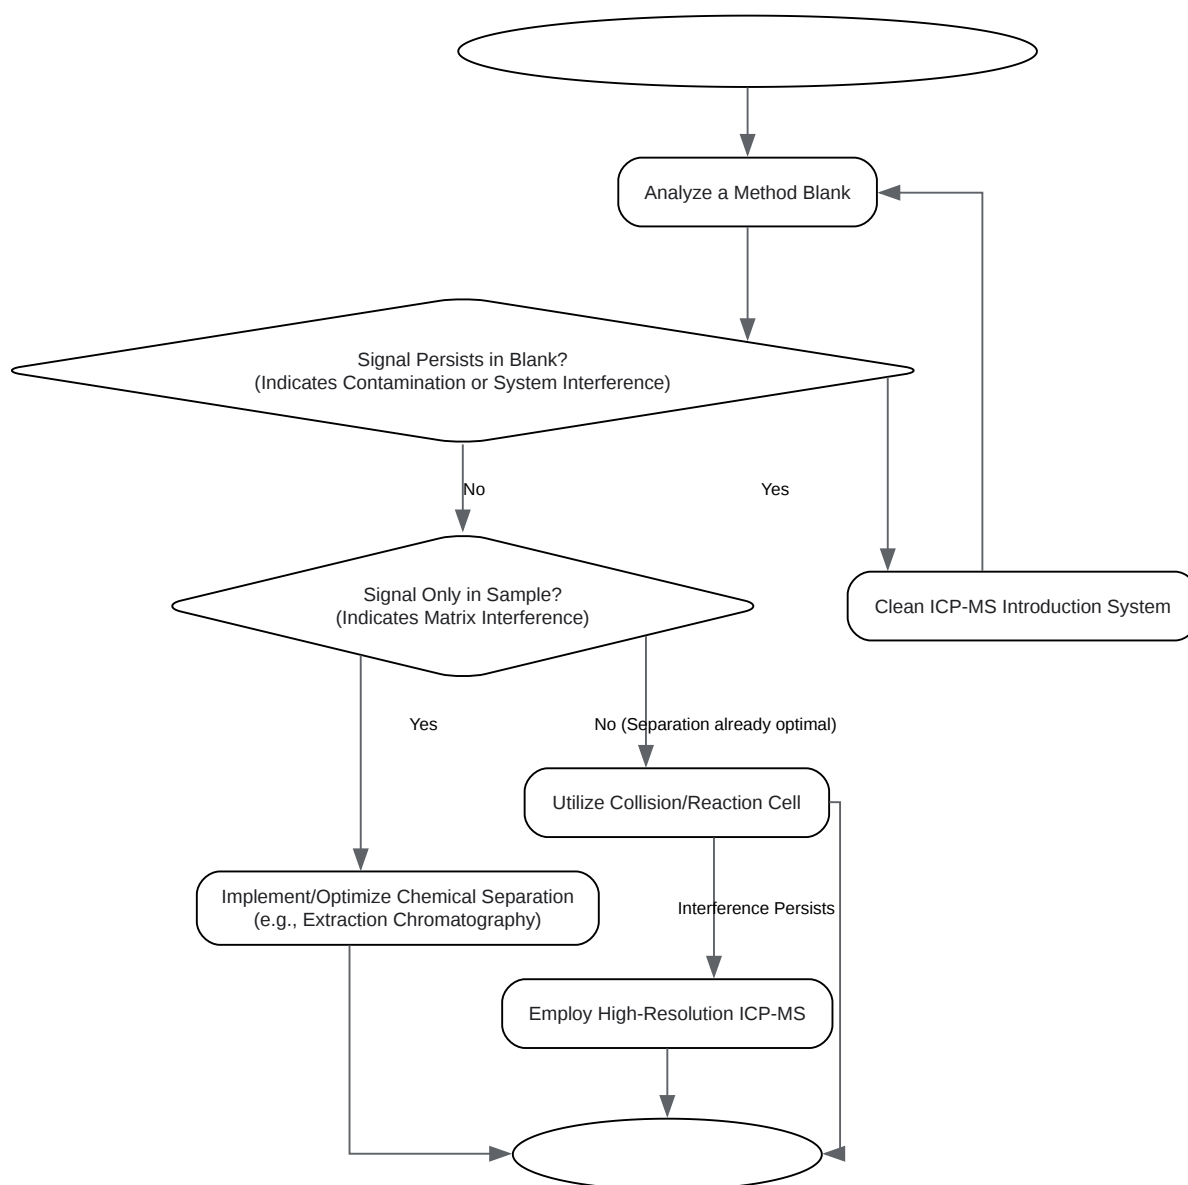 Analyze a Method Blank
Signal Persists in Blank?
(Indicates Contamination or System Interference)
No
Yes
Signal Only in Sample?
(Indicates Matrix Interference)
Clean ICP-MS Introduction System
Yes
No (Separation already optimal)
Utilize Collision/Reaction Cell
Implement/Optimize Chemical Separation
(e.g., Extraction Chromatography)
Interference Persists
Employ High-Resolution ICP-MS